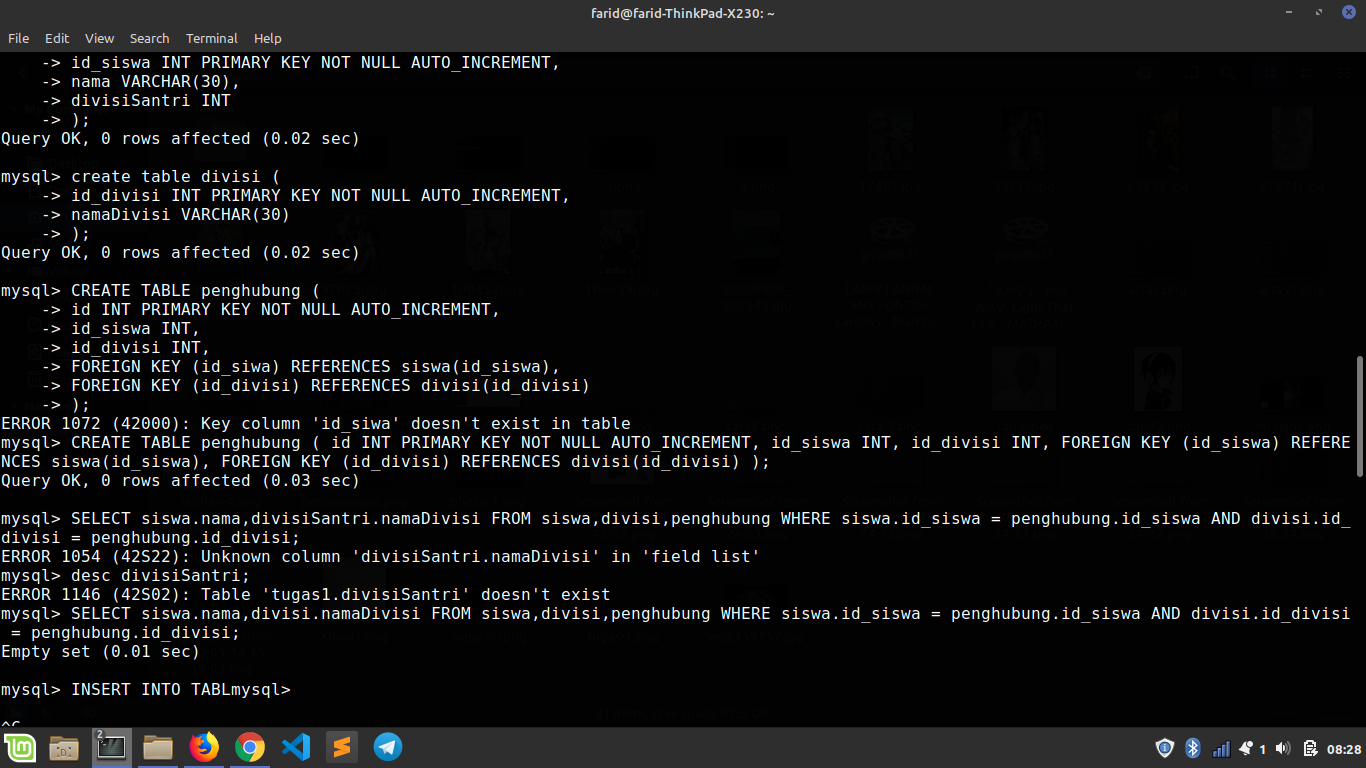 farid@farid-ThinkPad-X230: ~
File Edit View Search Terminal Help
-> id_siswa INT PRIMARY KEY NOT NULL AUTO_INCREMENT,
-> nama VARCHAR(30),
-> divisiSantri INT
-> );
Query OK, 0 rows affected (0.02 sec)
mysql> create table divisi (
-> id_divisi INT PRIMARY KEY NOT NULL AUTO_INCREMENT,
-> namaDivisi VARCHAR(30)
-> );
Query OK, 0 rows affected (0.02 sec)
mysql> CREATE TABLE penghubung (
-> id INT PRIMARY KEY NOT NULL AUTO_INCREMENT,
-> id_siswa INT,
-> id_divisi INT,
-> FOREIGN KEY (id_siwa) REFERENCES siswa(id_siswa),
-> FOREIGN KEY (id_divisi) REFERENCES divisi(id_divisi)
-> );
ERROR 1072 (42000): Key column 'id_siwa' doesn't exist in table
mysql> CREATE TABLE penghubung ( id INT PRIMARY KEY NOT NULL AUTO_INCREMENT, id_siswa INT, id_divisi INT, FOREIGN KEY (id_siswa) REFERE
NCES siswa(id_siswa), FOREIGN KEY (id_divisi) REFERENCES divisi(id_divisi) );
Query OK, 0 rows affected (0.03 sec)
mysql> SELECT siswa.nama,divisiSantri.namaDivisi FROM siswa,divisi,penghubung WHERE siswa.id_siswa = penghubung.id_siswa AND divisi.id_
divisi = penghubung.id_divisi;
ERROR 1054 (42S22): Unknown column 'divisiSantri.namaDivisi' in 'field list'
mysql> desc divisiSantri;
ERROR 1146 (42S02): Table 'tugas1.divisiSantri' doesn't exist
mysql> SELECT siswa.nama,divisi.namaDivisi FROM siswa,divisi,penghubung WHERE siswa.id_siswa = penghubung.id_siswa AND divisi.id_divisi
= penghubung.id_divisi;
Empty set (0.01 sec)
mysql> INSERT INTO TABLmysql>
^C
2
1 08:28